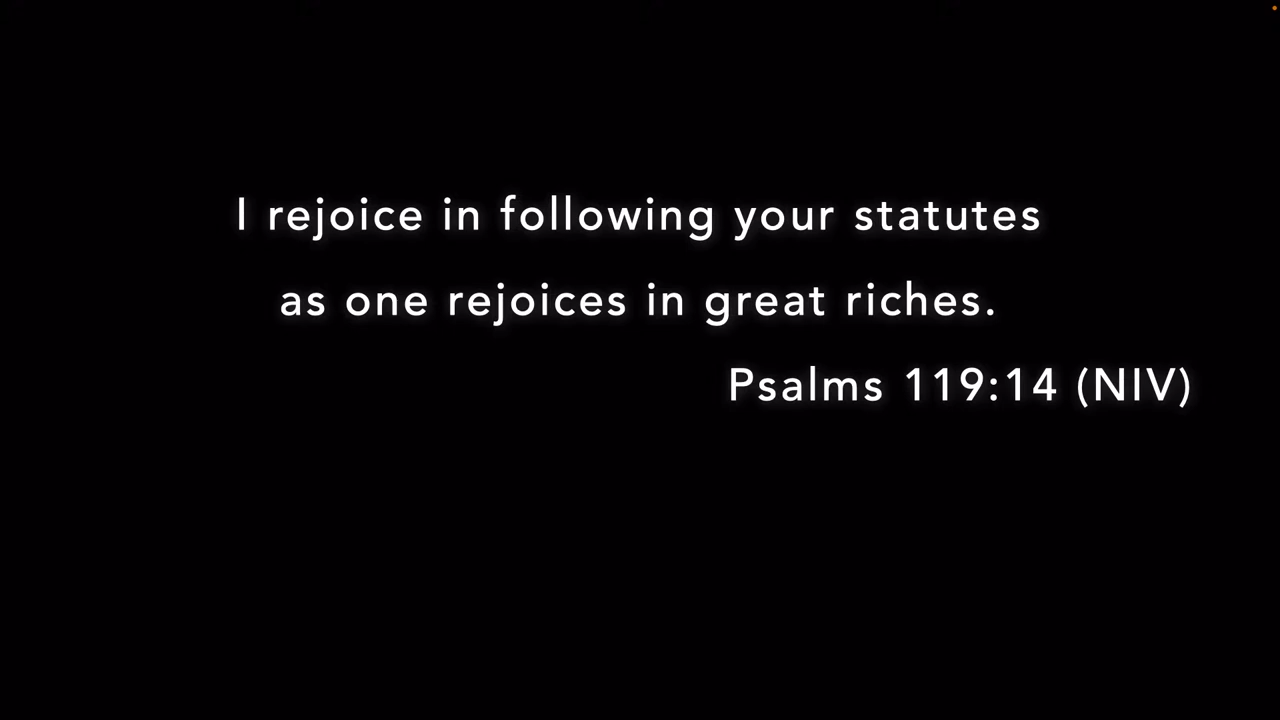 I rejoice in following your statutes
as one rejoices in great riches.
Psalms 119:14 (NIV)